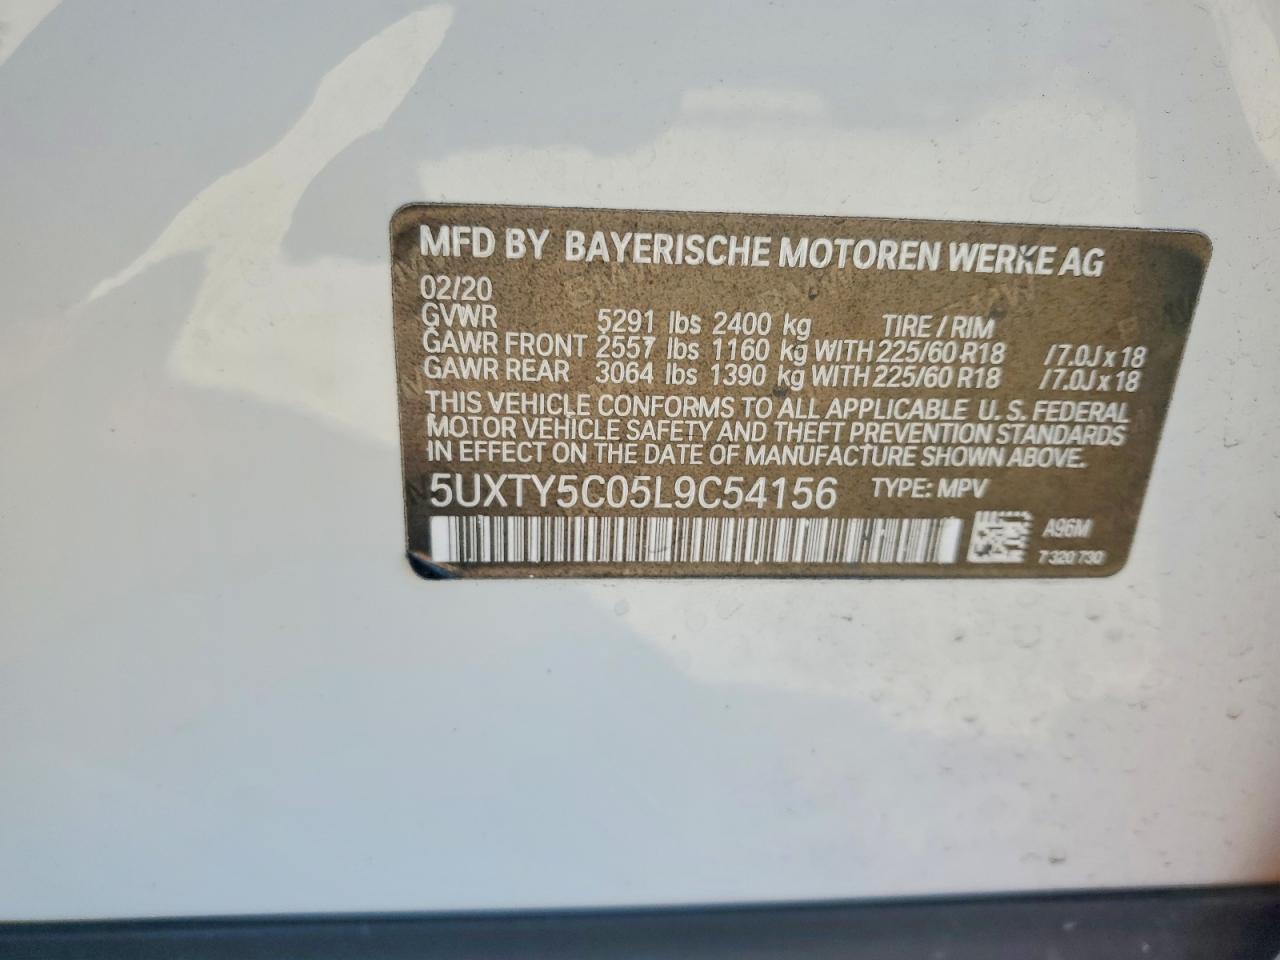 MFD BY BAYERISCHE MOTOREN WERKE AG
02/20
GVWR 5291 lbs 2400 kg TIRE / RIM
GAWR FRONT 2557 lbs 1160 kg WITH 225/60 R18 /7.0J x 18
GAWR REAR 3064 lbs 1390 kg WITH 225/60 R18 /7.0J x 18
THIS VEHICLE CONFORMS TO ALL APPLICABLE U. S. FEDERAL
MOTOR VEHICLE SAFETY AND THEFT PREVENTION STANDARDS
IN EFFECT ON THE DATE OF MANUFACTURE SHOWN ABOVE.
5UXTY5C05L9C54156 TYPE: MPV
A96M
7 320 730